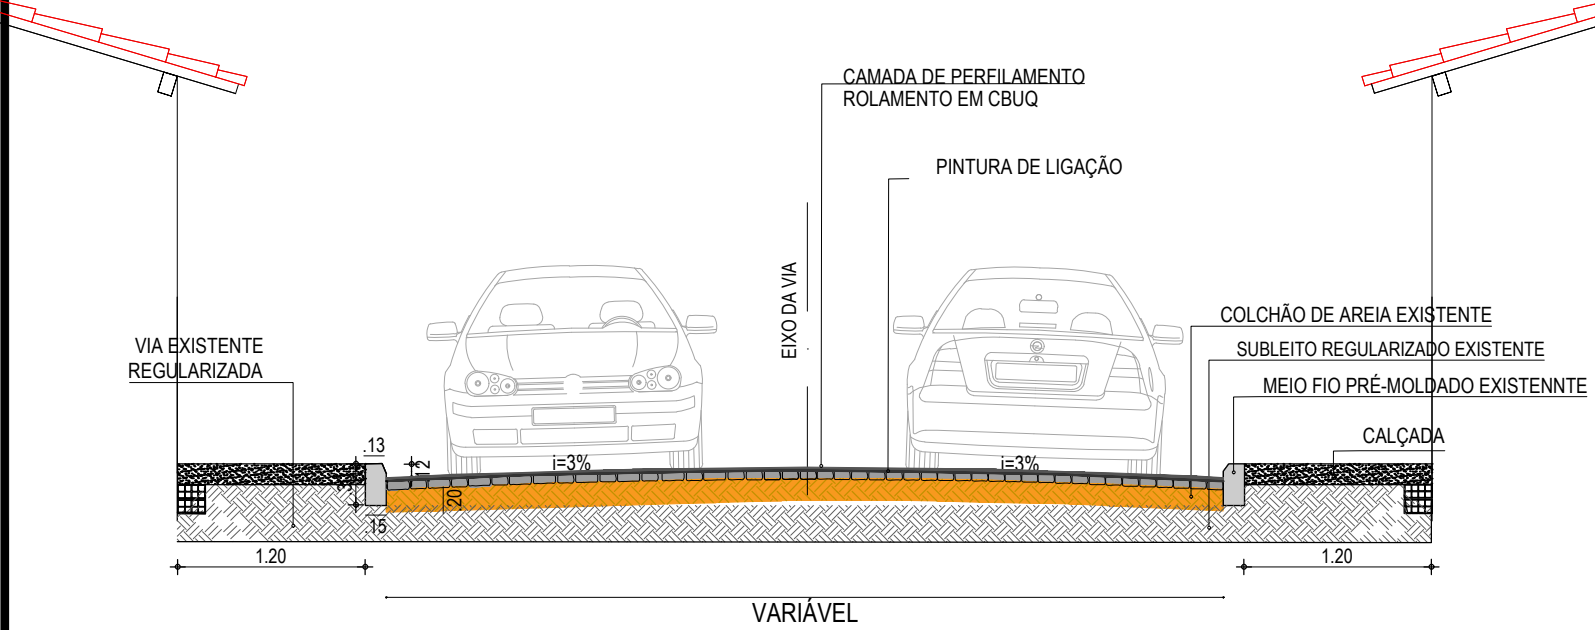 CAMADA DE PERFILAMENTO
ROLAMENTO EM CBUQ
PINTURA DE LIGAÇÃO
EIXO DA VIA
COLCHÃO DE AREIA EXISTENTE
VIA EXISTENTE
REGULARIZADA
SUBLEITO REGULARIZADO EXISTENTE
MEIO FIO PRÉ-MOLDADO EXISTENNTE
CALÇADA
.13
12
i=3%
i=3%
20
.15
1.20
1.20
VARIÁVEL